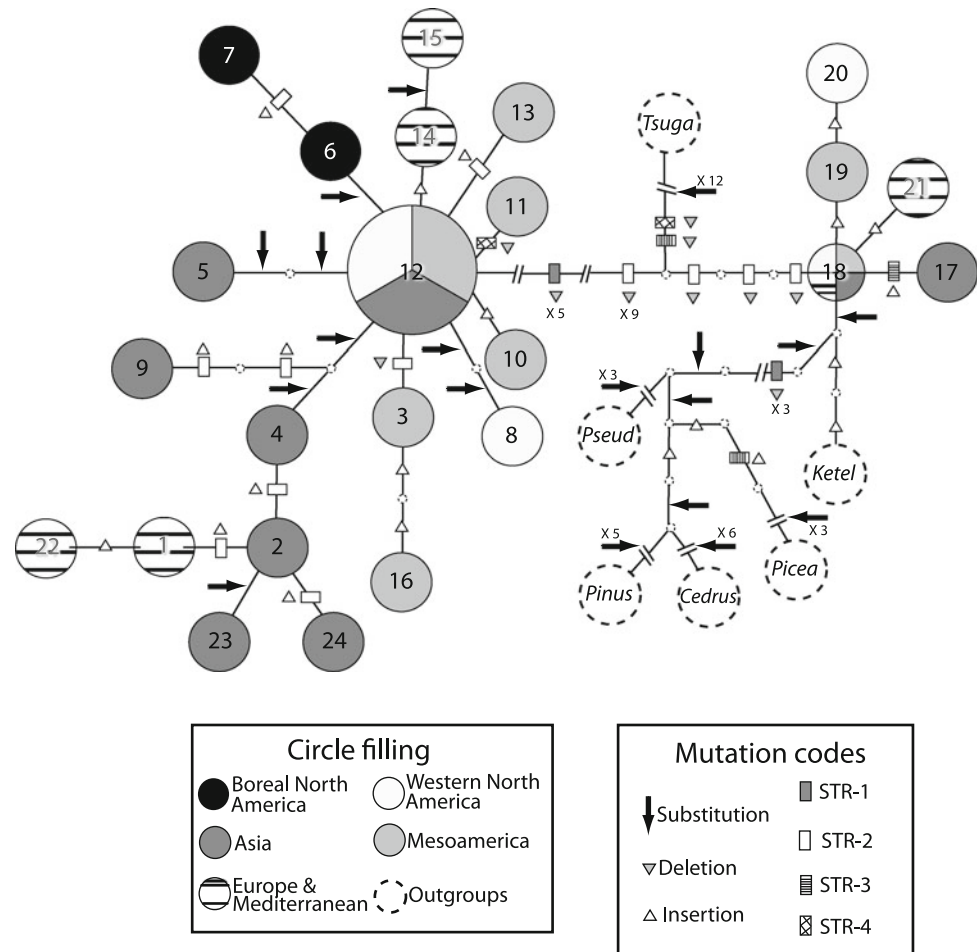 15
7
20
13
Tsuga
14
6
19
21
11
X 12
5
12
18
17
X 5
X 9
9
10
4
3
8
X 3
X 3
Pseud
Ketel
22
1
2
16
X 5
X 6
X 3
Pinus
Cedrus
Picea
23
24
Circle filling
Boreal North America
Western North America
Asia
Mesoamerica
Europe & Mediterranean
Outgroups
Mutation codes
Substitution
STR-1
STR-2
Deletion
STR-3
Insertion
STR-4